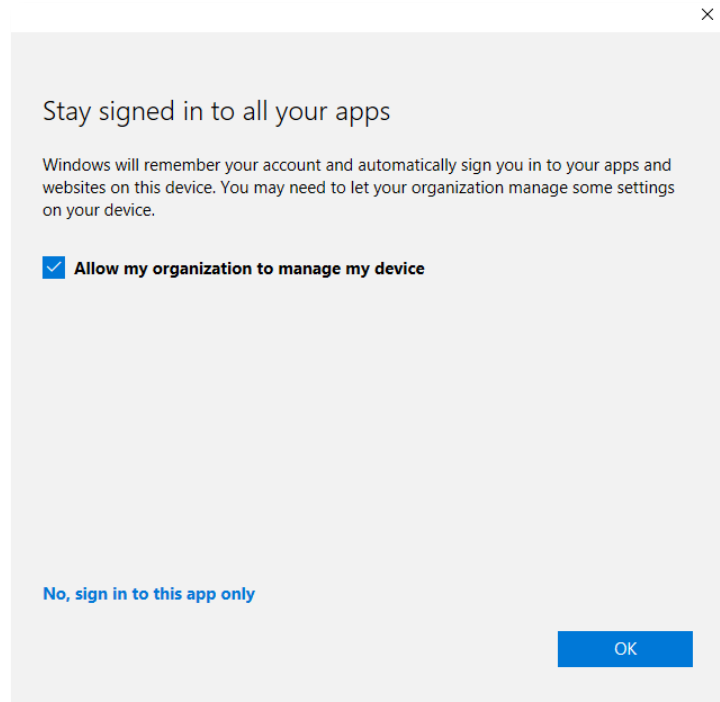 Stay signed in to all your apps
Windows will remember your account and automatically sign you in to your apps and
websites on this device. You may need to let your organization manage some settings
on your device.
Allow my organization to manage my device
No, sign in to this app only
OK